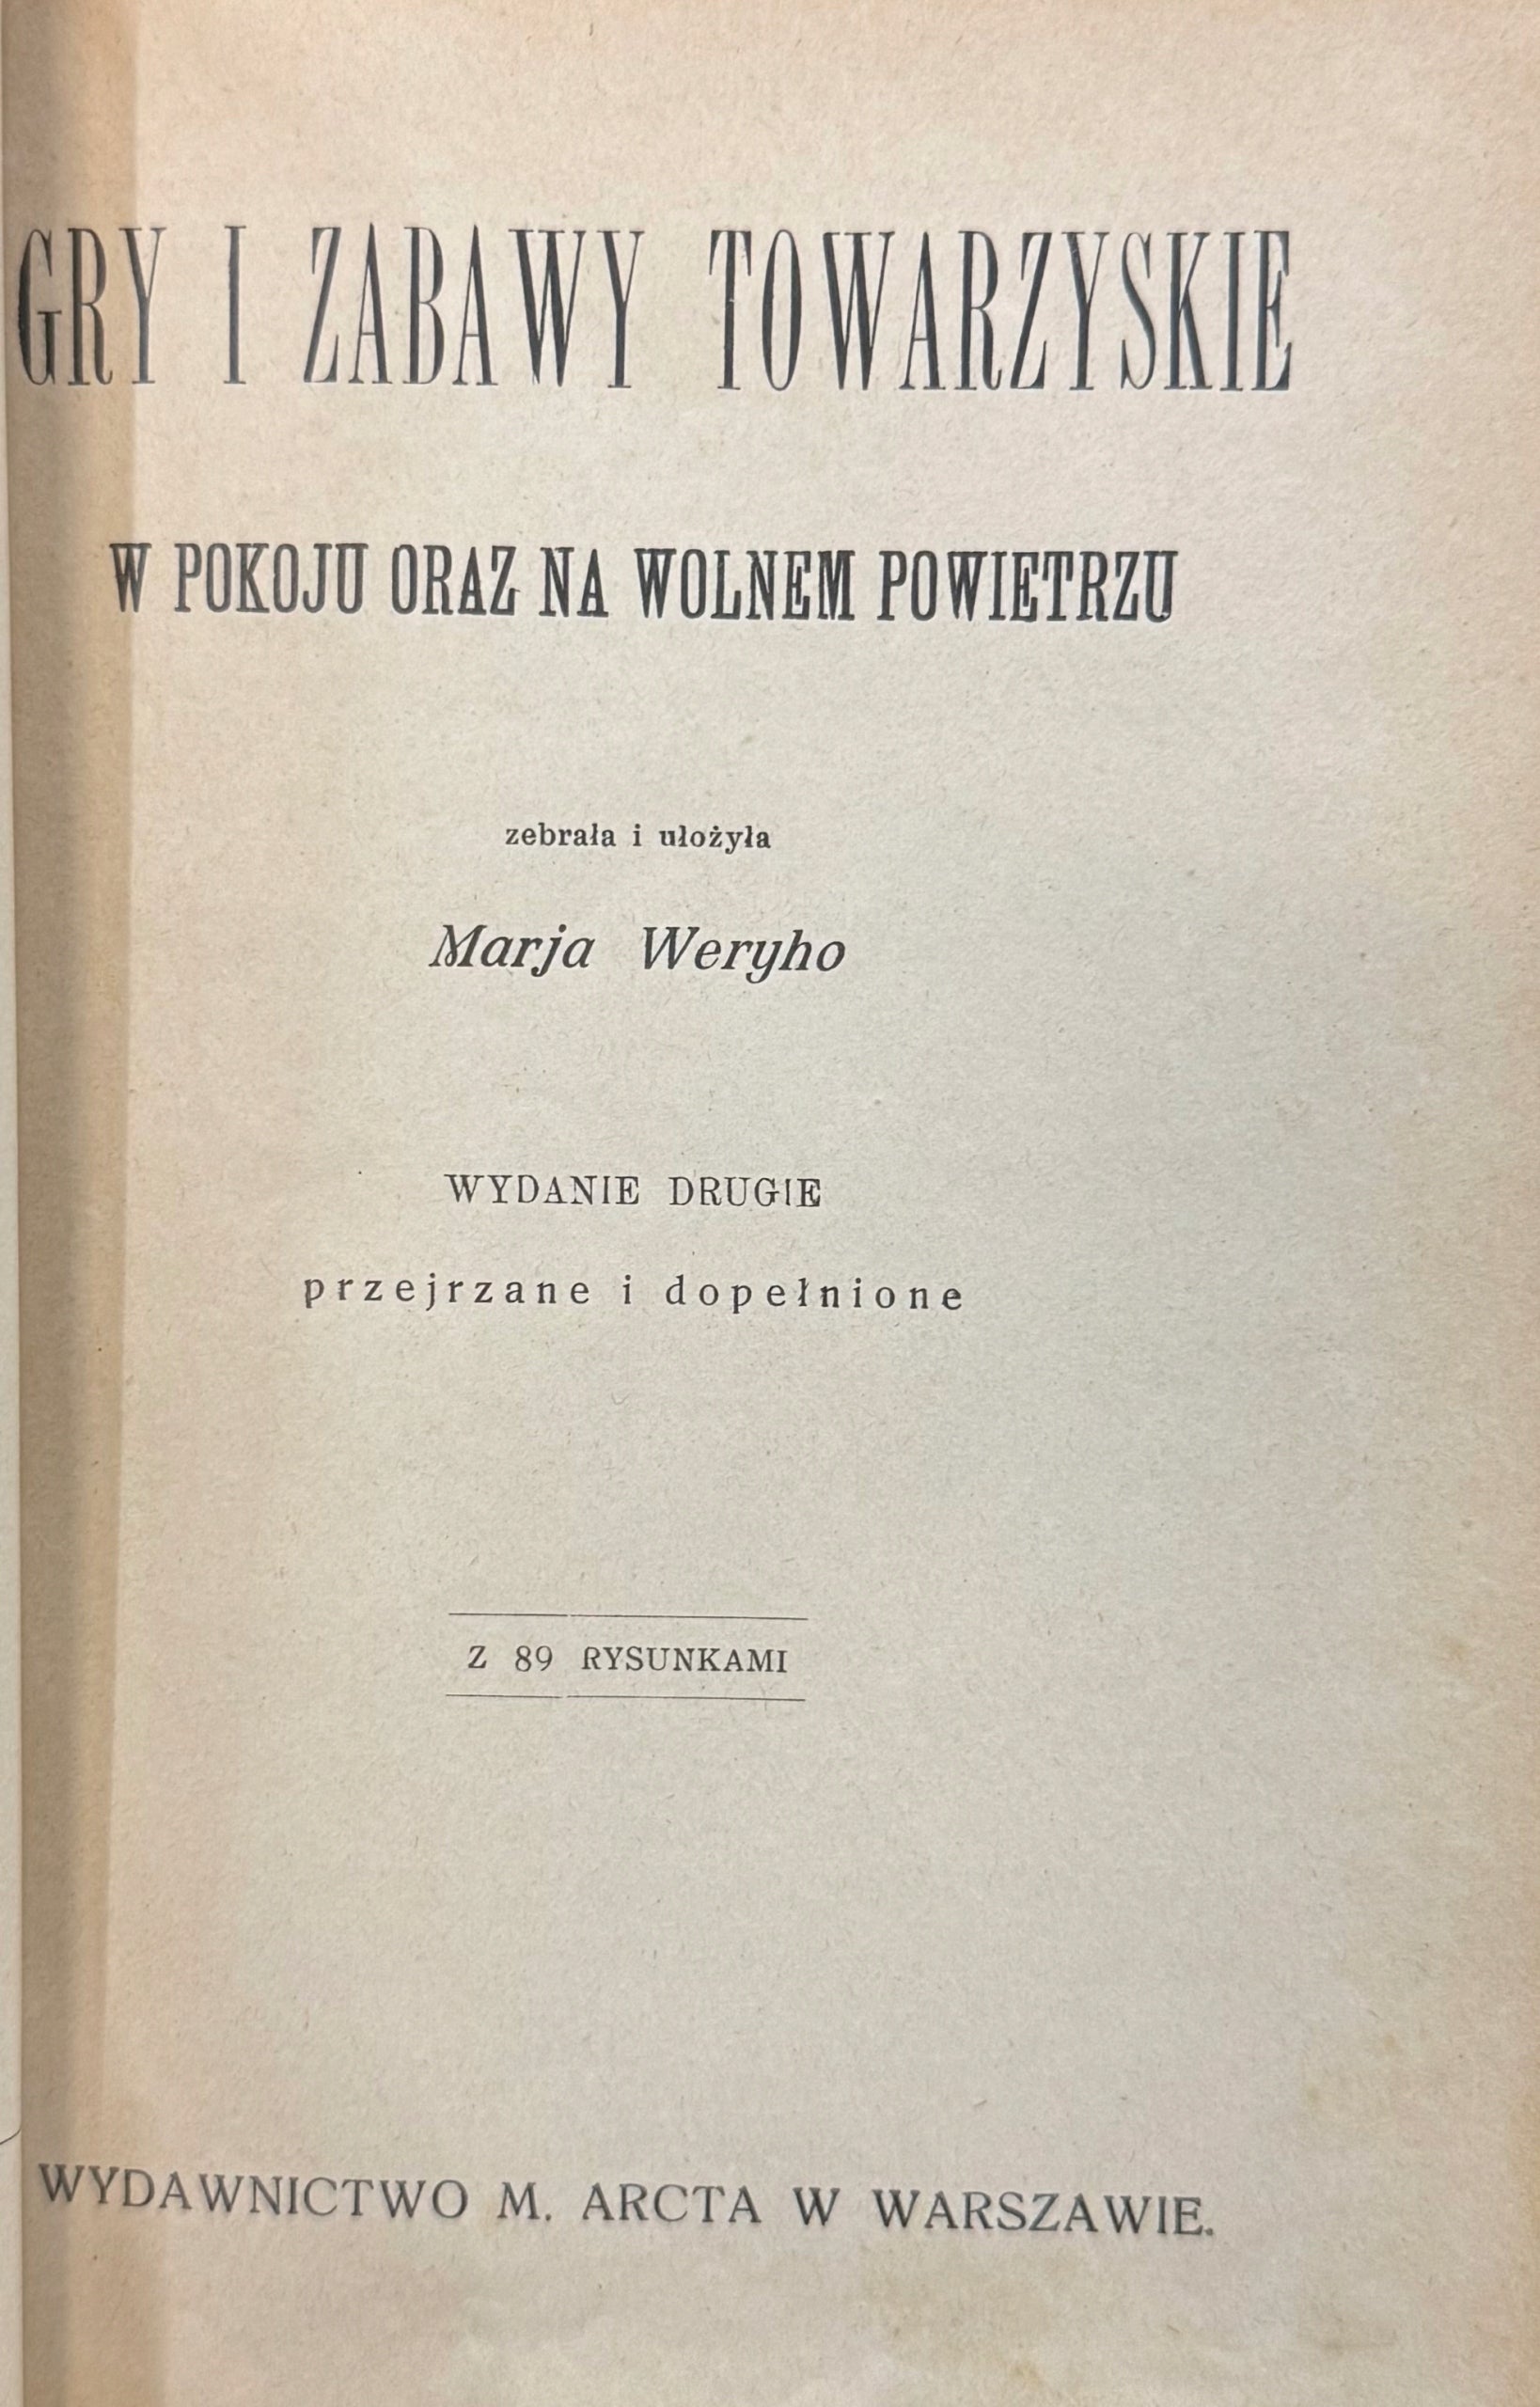 GRY I ZABAWY TOWARZYSKIE
W POKOJU ORAZ NA WOLNEM POWIETRZU
zebrała i ułożyła
Marja Weryho
WYDANIE DRUGIE
przejrzane i dopełnione
Z 89 RYSUNKAMI
WYDAWNICTWO M. ARCTA W WARSZAWIE.